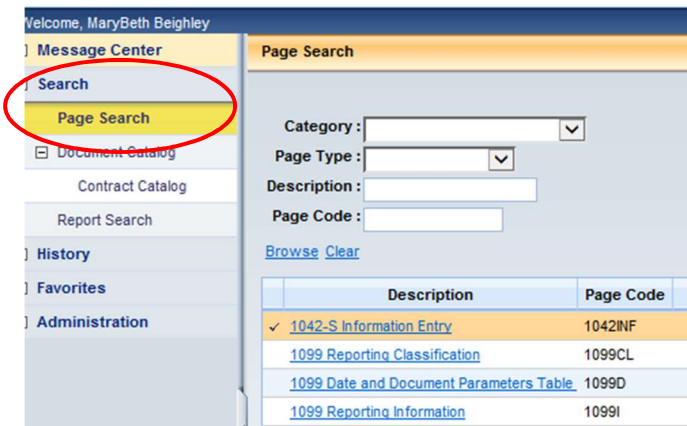 Welcome, MaryBeth Beighley
Message Center
Search
Page Search
Document Catalog
Contract Catalog
Report Search
History
Favorites
Administration
Page Search
Category :
Page Type :
Description :
Page Code :
Browse Clear
Description Page Code
1042-S Information Entry 1042INF
1099 Reporting Classification 1099CL
1099 Date and Document Parameters Table 1099D
1099 Reporting Information 1099I